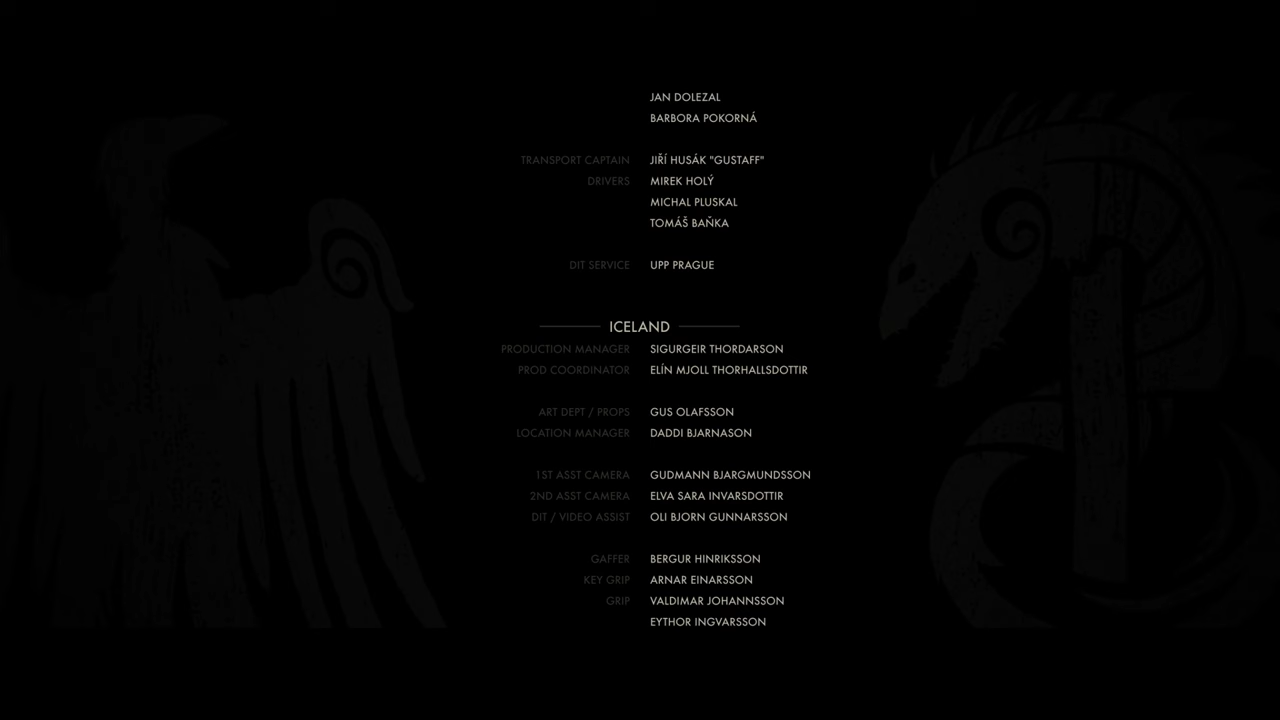 JAN DOLEZAL
BARBORA POKORNÁ
TRANSPORT CAPTAIN JIŘÍ HUSÁK "GUSTAFF"
DRIVERS MIREK HOLÝ
MICHAL PLUSKAL
TOMÁŠ BAŇKA
DIT SERVICE UPP PRAGUE
ICELAND
PRODUCTION MANAGER SIGURGEIR THORDARSON
PROD COORDINATOR ELÍN MJOLL THORHALLSDOTTIR
ART DEPT / PROPS GUS OLAFSSON
LOCATION MANAGER DADDI BJARNASON
1ST ASST CAMERA GUDMANN BJARGMUNDSSON
2ND ASST CAMERA ELVA SARA INVARSDOTTIR
DIT / VIDEO ASSIST OLI BJORN GUNNARSSON
GAFFER BERGUR HINRIKSSON
KEY GRIP ARNAR EINARSSON
GRIP VALDIMAR JOHANNSSON
EYTHOR INGVARSSON